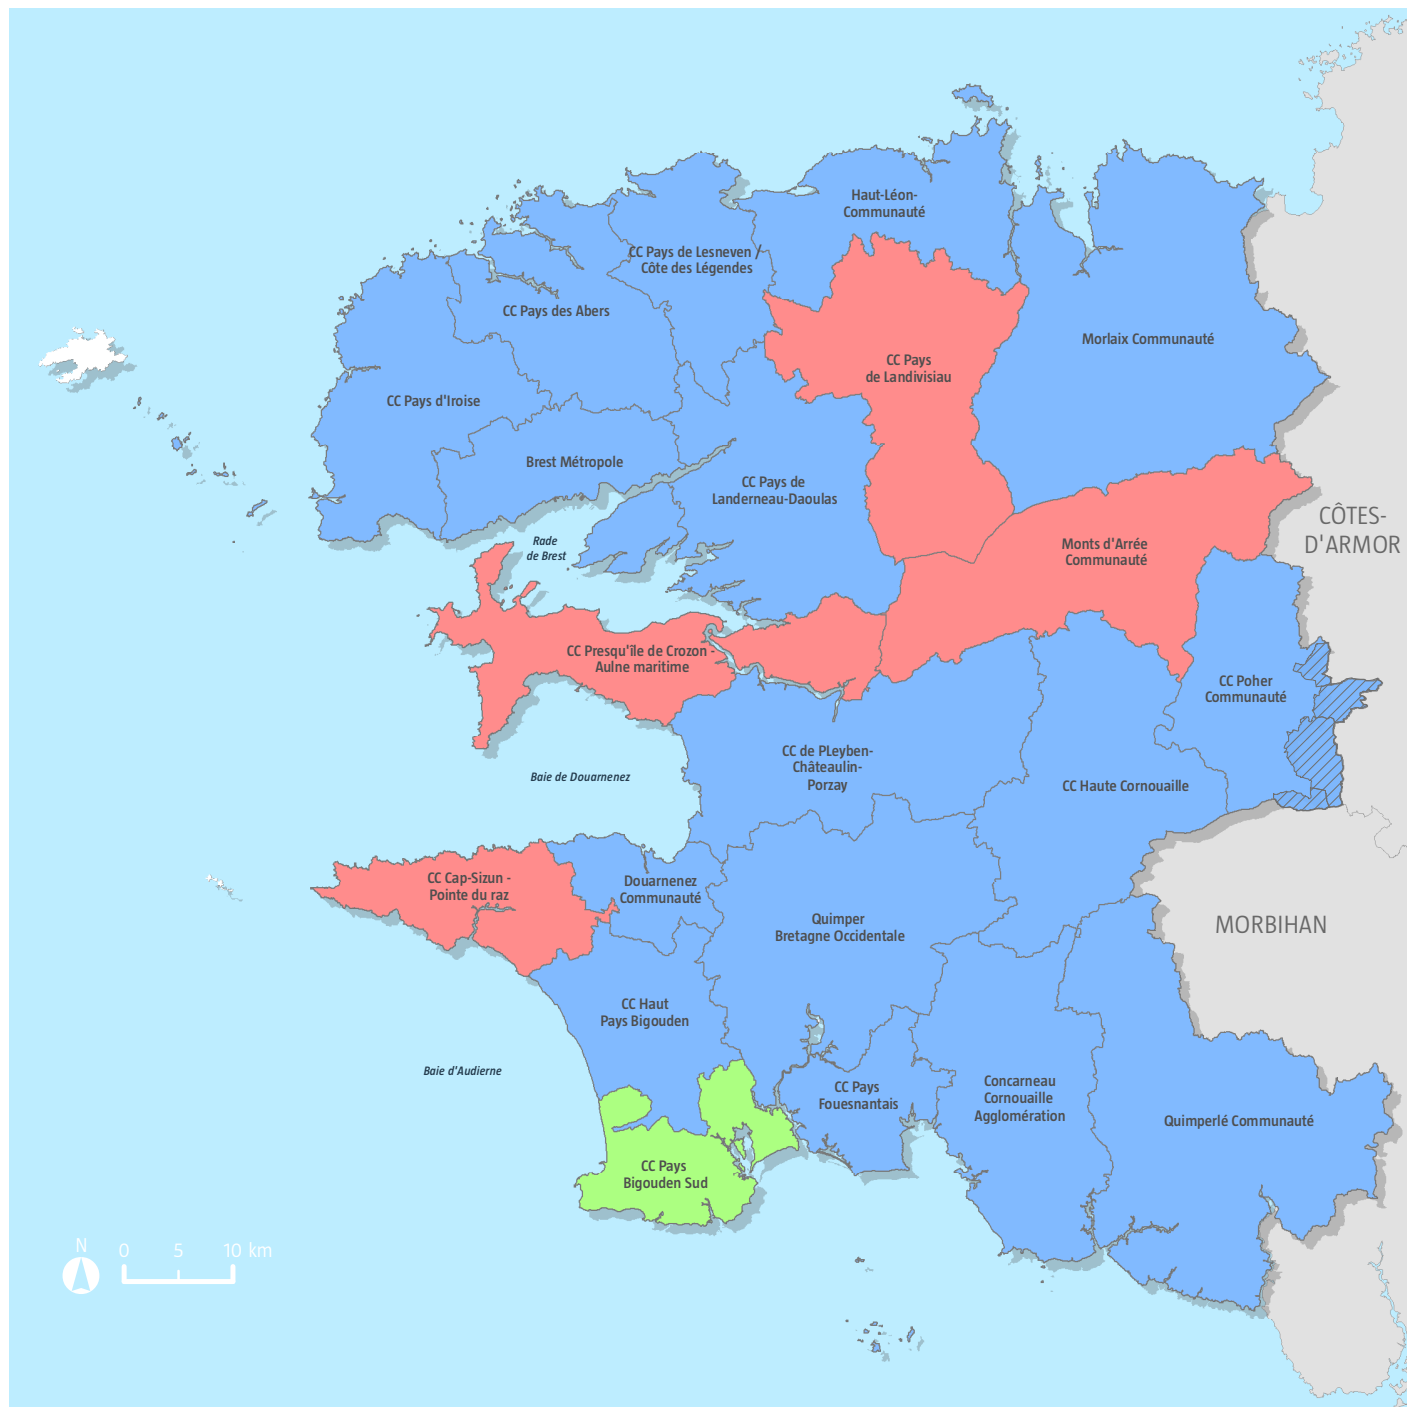 Haut-Léon-
Communauté
CC Pays de Lesneven /
Côte des Légendes
CC Pays des Abers
Morlaix Communauté
CC Pays
de Landivisiau
CC Pays d'Iroise
Brest Métropole
CC Pays de
Landerneau-Daoulas
CÔTES-
D'ARMOR
Rade
de Brest
Monts d'Arrée
Communauté
CC Presqu'île de Crozon -
Aulne maritime
CC Poher
Communauté
CC de PLeyben-
Châteaulin-
Porzay
Baie de Douarnenez
CC Haute Cornouaille
CC Cap-Sizun -
Pointe du raz
Douarnenez
Communauté
Quimper
Bretagne Occidentale
MORBIHAN
CC Haut
Pays Bigouden
Baie d'Audierne
CC Pays
Fouesnantais
Concarneau
Cornouaille
Agglomération
Quimperlé Communauté
CC Pays
Bigouden Sud
N
0 5 10 km